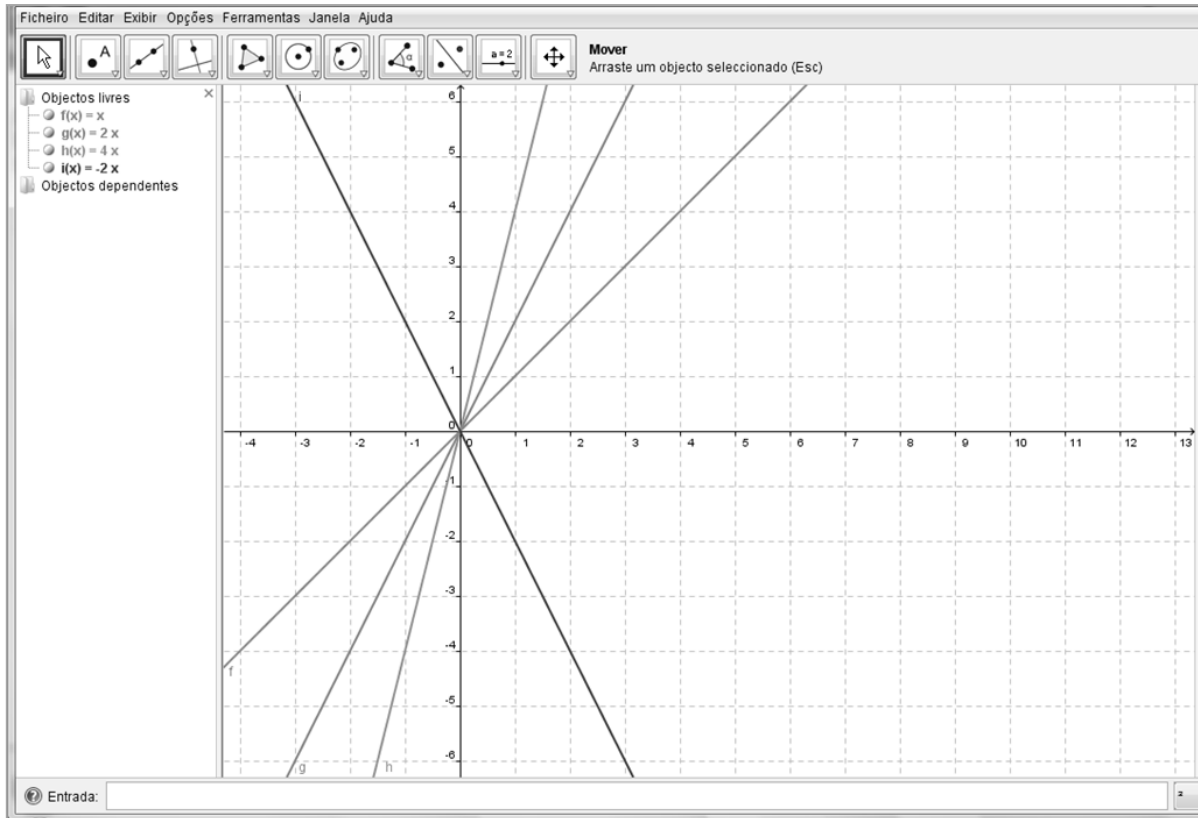 Ficheiro Editar Exibir Opções Ferramentas Janela Ajuda
A
α
a = 2
Mover
Arraste um objecto seleccionado (Esc)
Objectos livres
f(x) = x
g(x) = 2 x
h(x) = 4 x
i(x) = -2 x
Objectos dependentes
i
6
5
4
3
2
1
0
-4 -3 -2 -1 0 1 2 3 4 5 6 7 8 9 10 11 12 13
-1
-2
-3
-4
f
-5
-6
g h
Entrada:
²